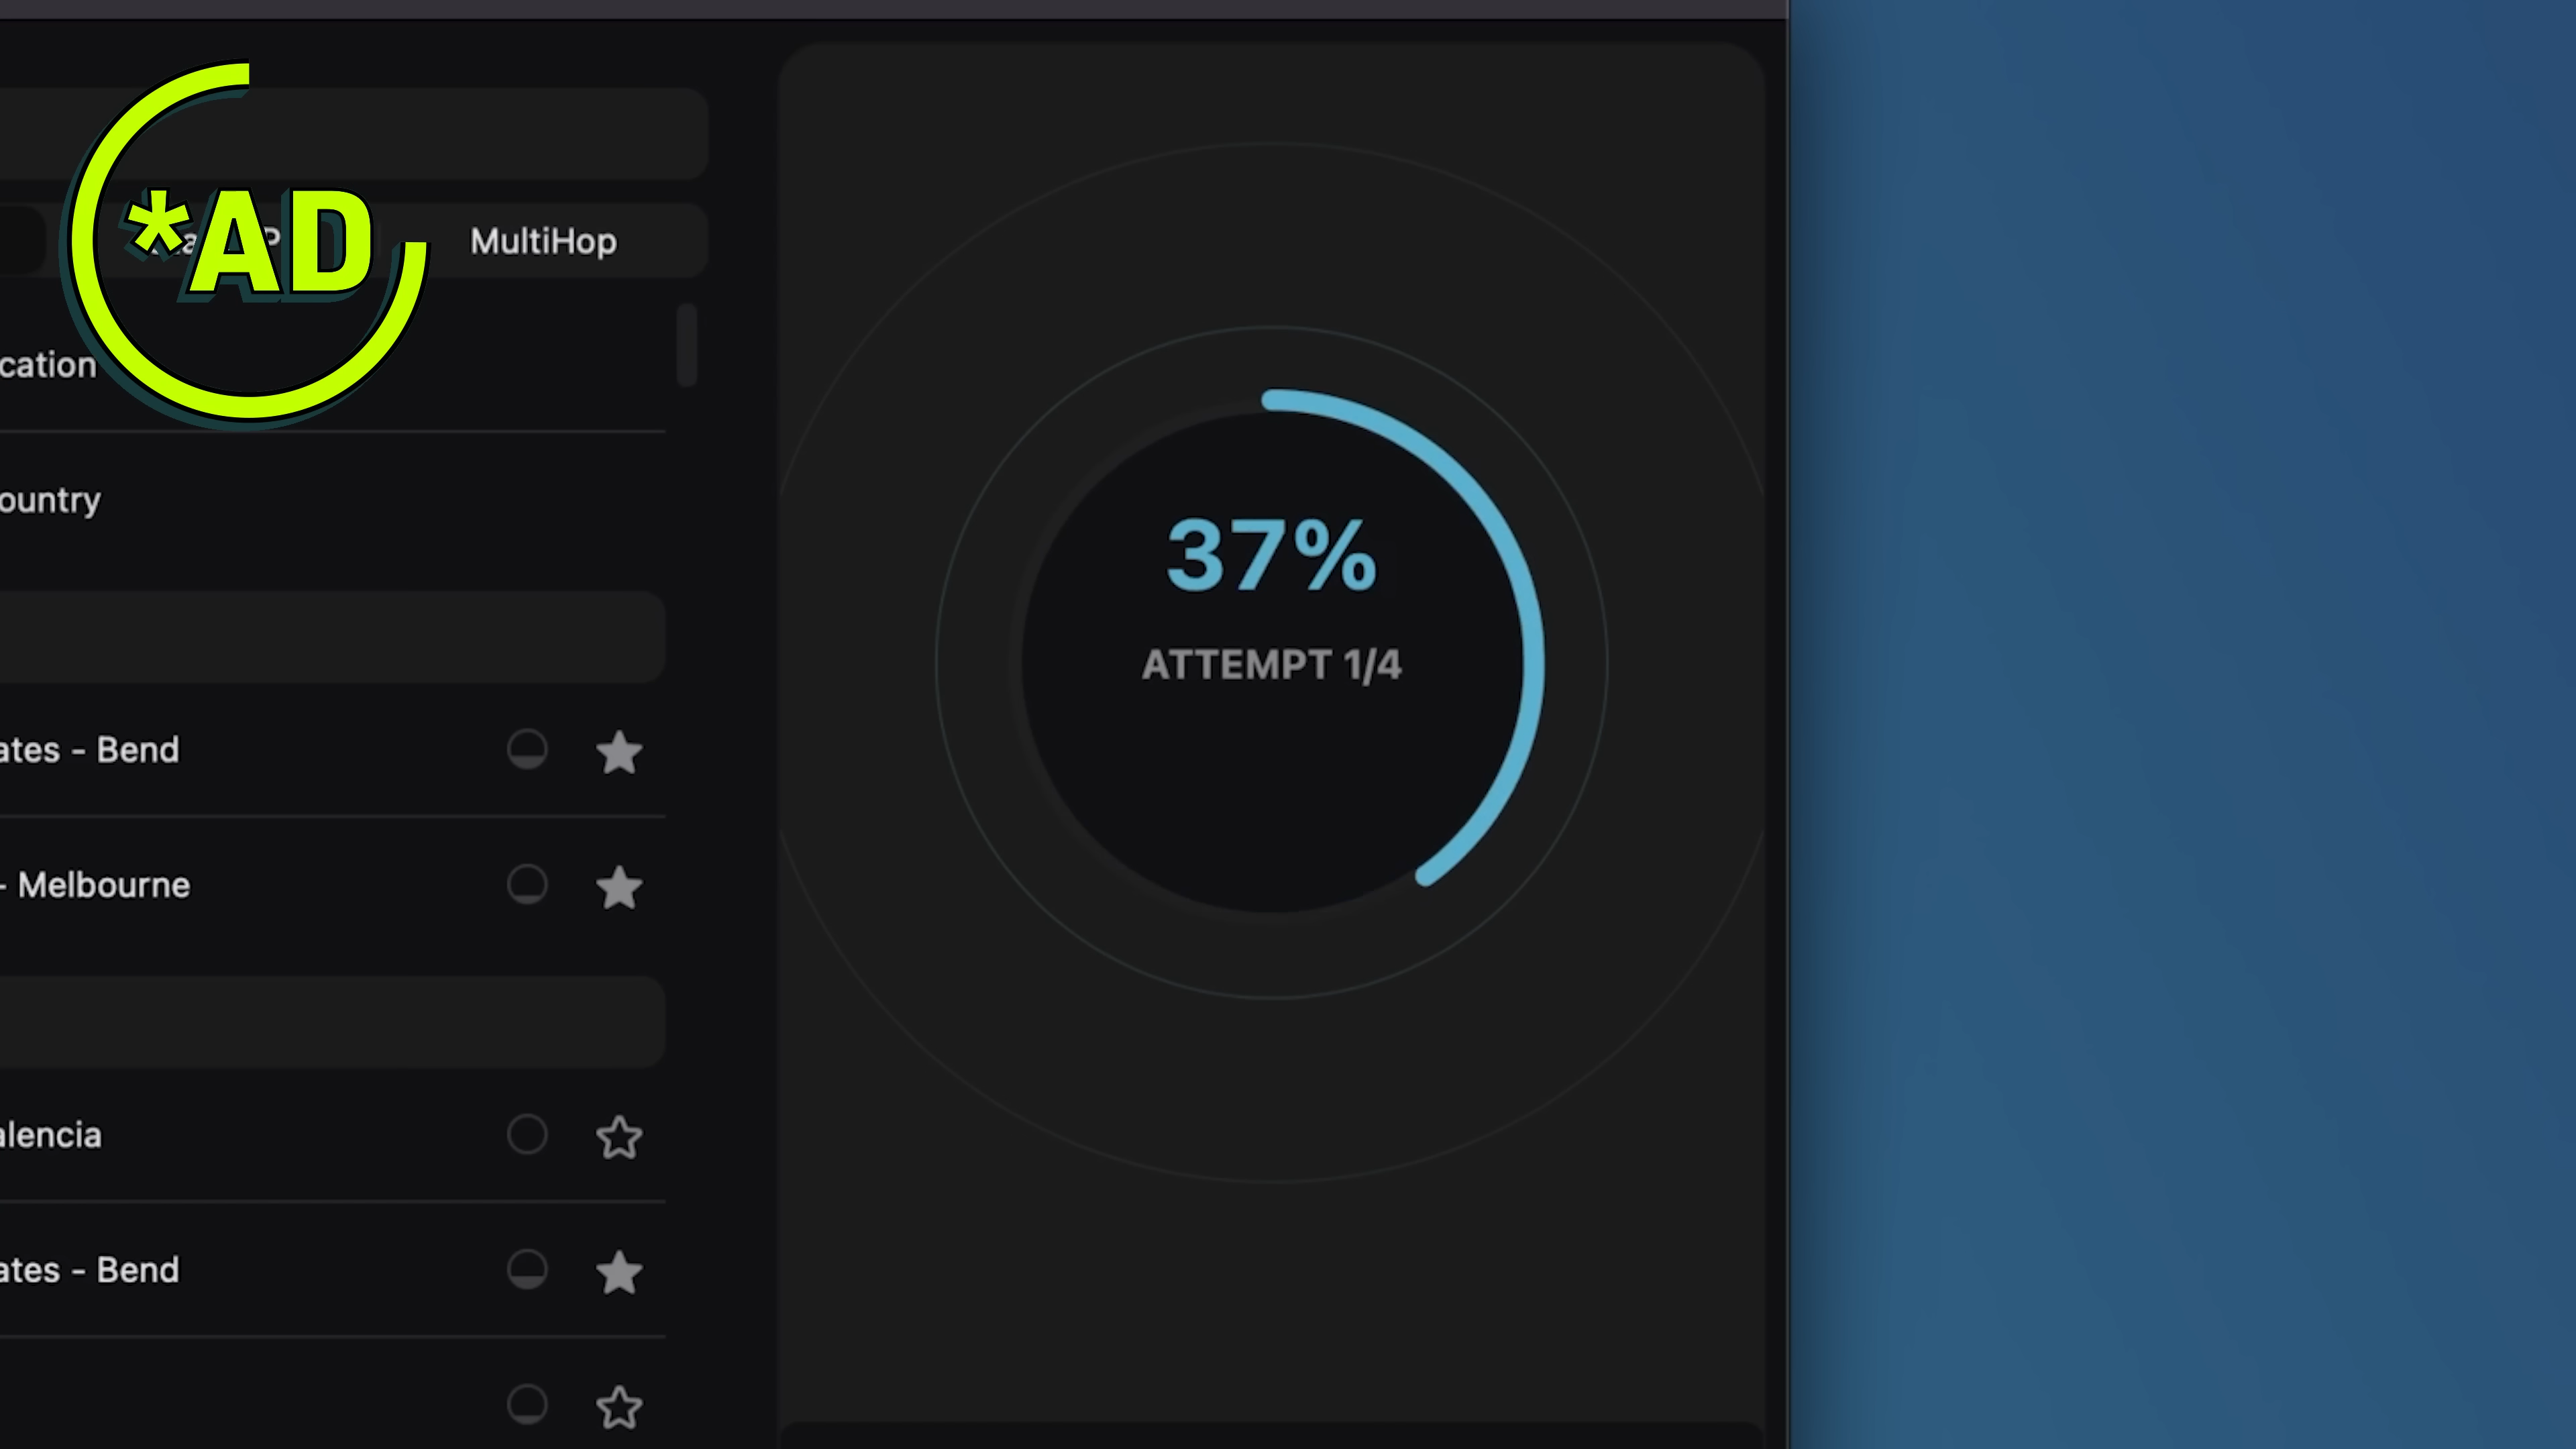 *AD
MultiHop
cation
ountry
ates - Bend
- Melbourne
alencia
ates - Bend
37%
ATTEMPT 1/4